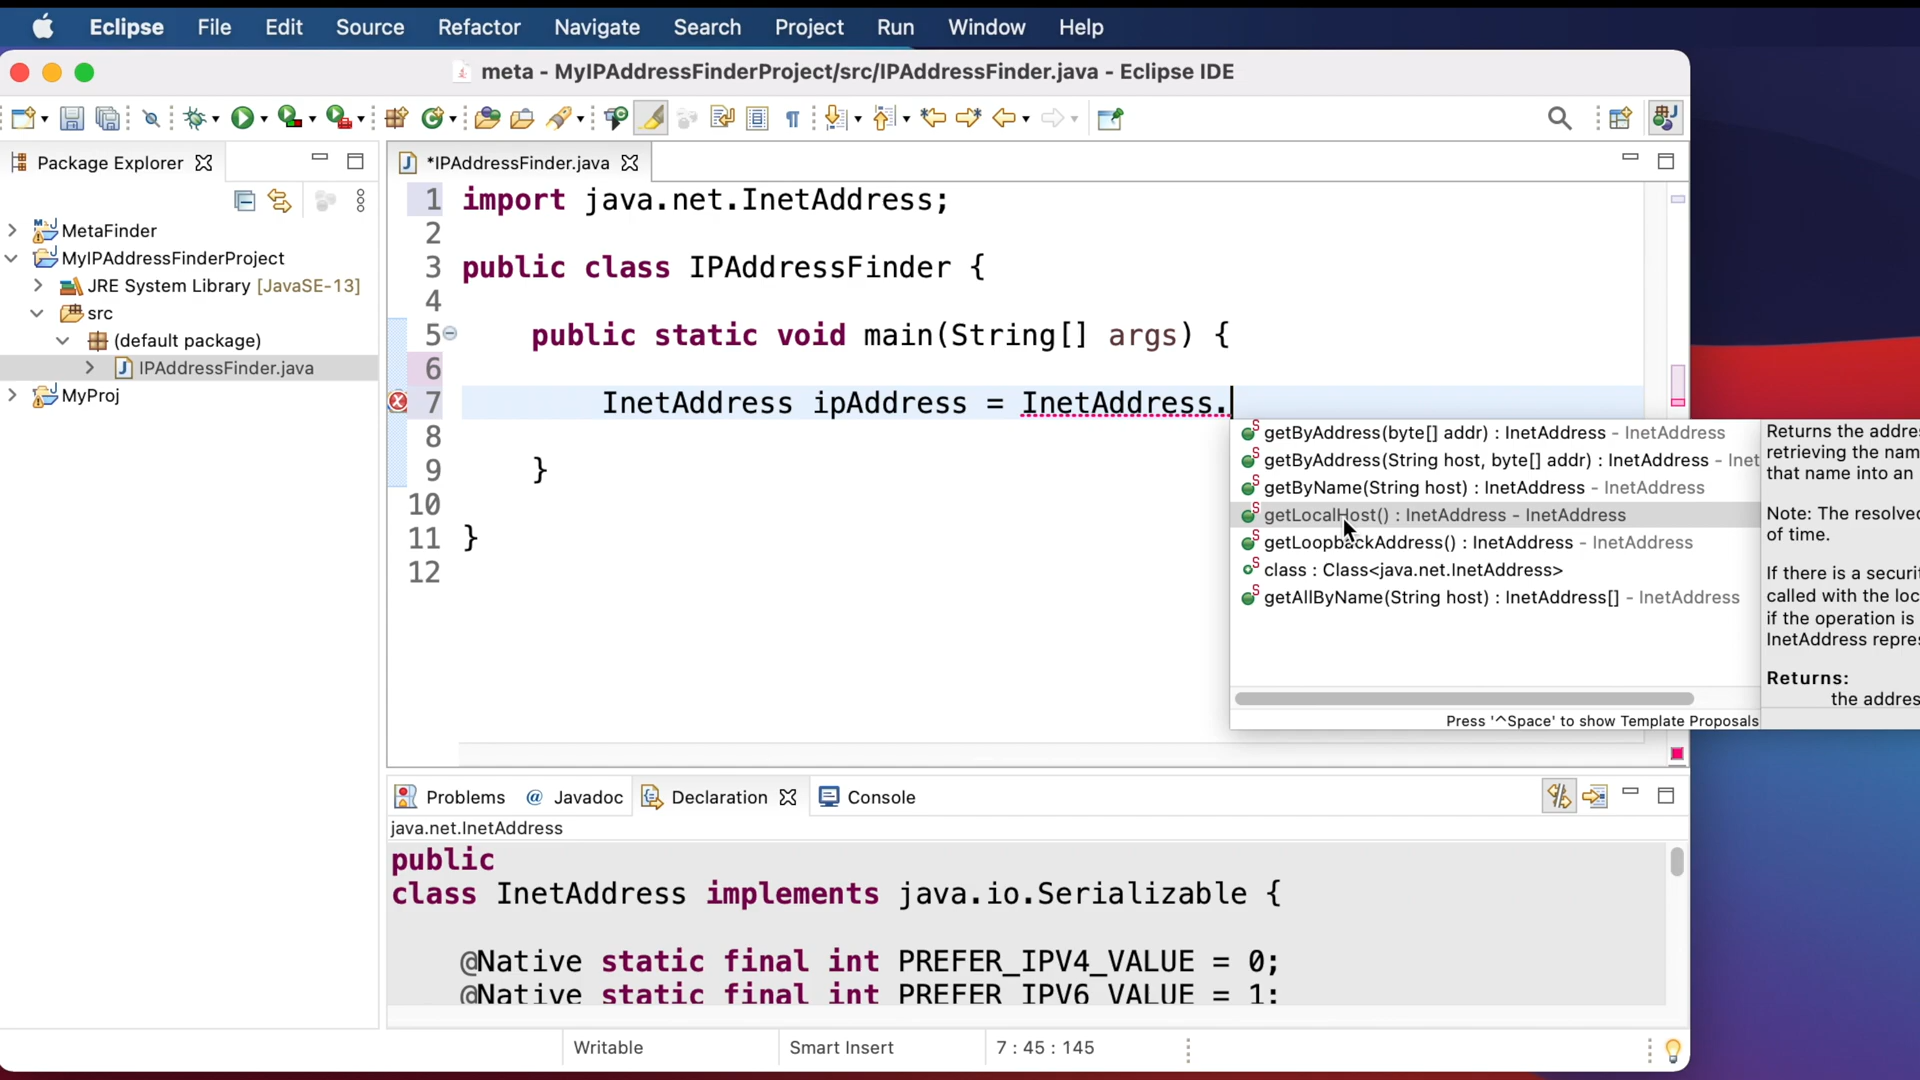 Eclipse File Edit Source Refactor Navigate Search Project Run Window Help
meta - MyIPAddressFinderProject/src/IPAddressFinder.java - Eclipse IDE
Package Explorer
MetaFinder
MyIPAddressFinderProject
JRE System Library [JavaSE-13]
src
(default package)
IPAddressFinder.java
MyProj
*IPAddressFinder.java
1 import java.net.InetAddress;
2
3 public class IPAddressFinder {
4
5 public static void main(String[] args) {
6
7 InetAddress ipAddress = InetAddress.
8
9 }
10
11 }
12
getByAddress(byte[] addr) : InetAddress - InetAddress
getByAddress(String host, byte[] addr) : InetAddress - Inet
getByName(String host) : InetAddress - InetAddress
getLocalHost() : InetAddress - InetAddress
getLoopbackAddress() : InetAddress - InetAddress
class : Class<java.net.InetAddress>
getAllByName(String host) : InetAddress[] - InetAddress
Press '^Space' to show Template Proposals
Returns the addre
retrieving the nam
that name into an
Note: The resolve
of time.
If there is a securi
called with the loc
if the operation is
InetAddress repre
Returns:
the addres
Problems @ Javadoc Declaration Console
java.net.InetAddress
public
class InetAddress implements java.io.Serializable {
@Native static final int PREFER_IPV4_VALUE = 0;
@Native static final int PREFER_IPV6_VALUE = 1;
Writable Smart Insert 7 : 45 : 145